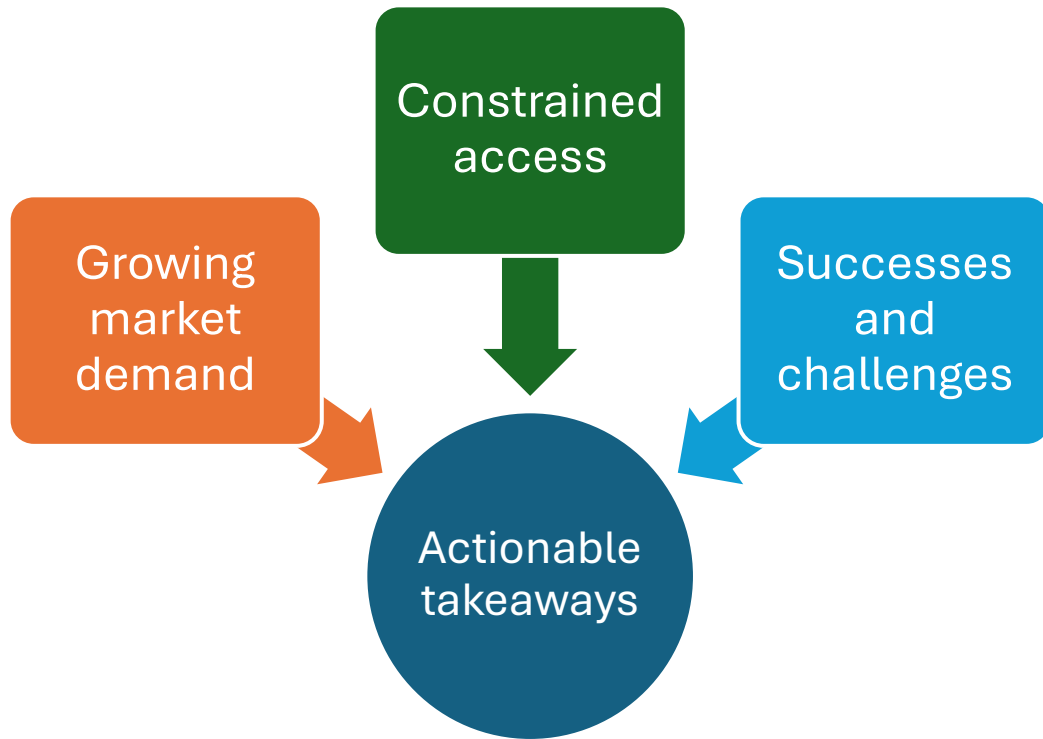 Constrained
access
Growing
market
demand
Successes
and
challenges
Actionable
takeaways